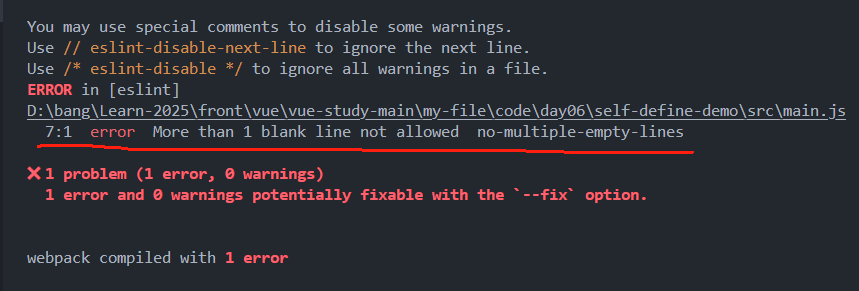 You may use special comments to disable some warnings.
Use // eslint-disable-next-line to ignore the next line.
Use /* eslint-disable */ to ignore all warnings in a file.
ERROR in [eslint]
D:\bang\Learn-2025\front\vue\vue-study-main\my-file\code\day06\self-define-demo\src\main.js
7:1  error  More than 1 blank line not allowed  no-multiple-empty-lines
❌ 1 problem (1 error, 0 warnings)
1 error and 0 warnings potentially fixable with the `--fix` option.
webpack compiled with 1 error